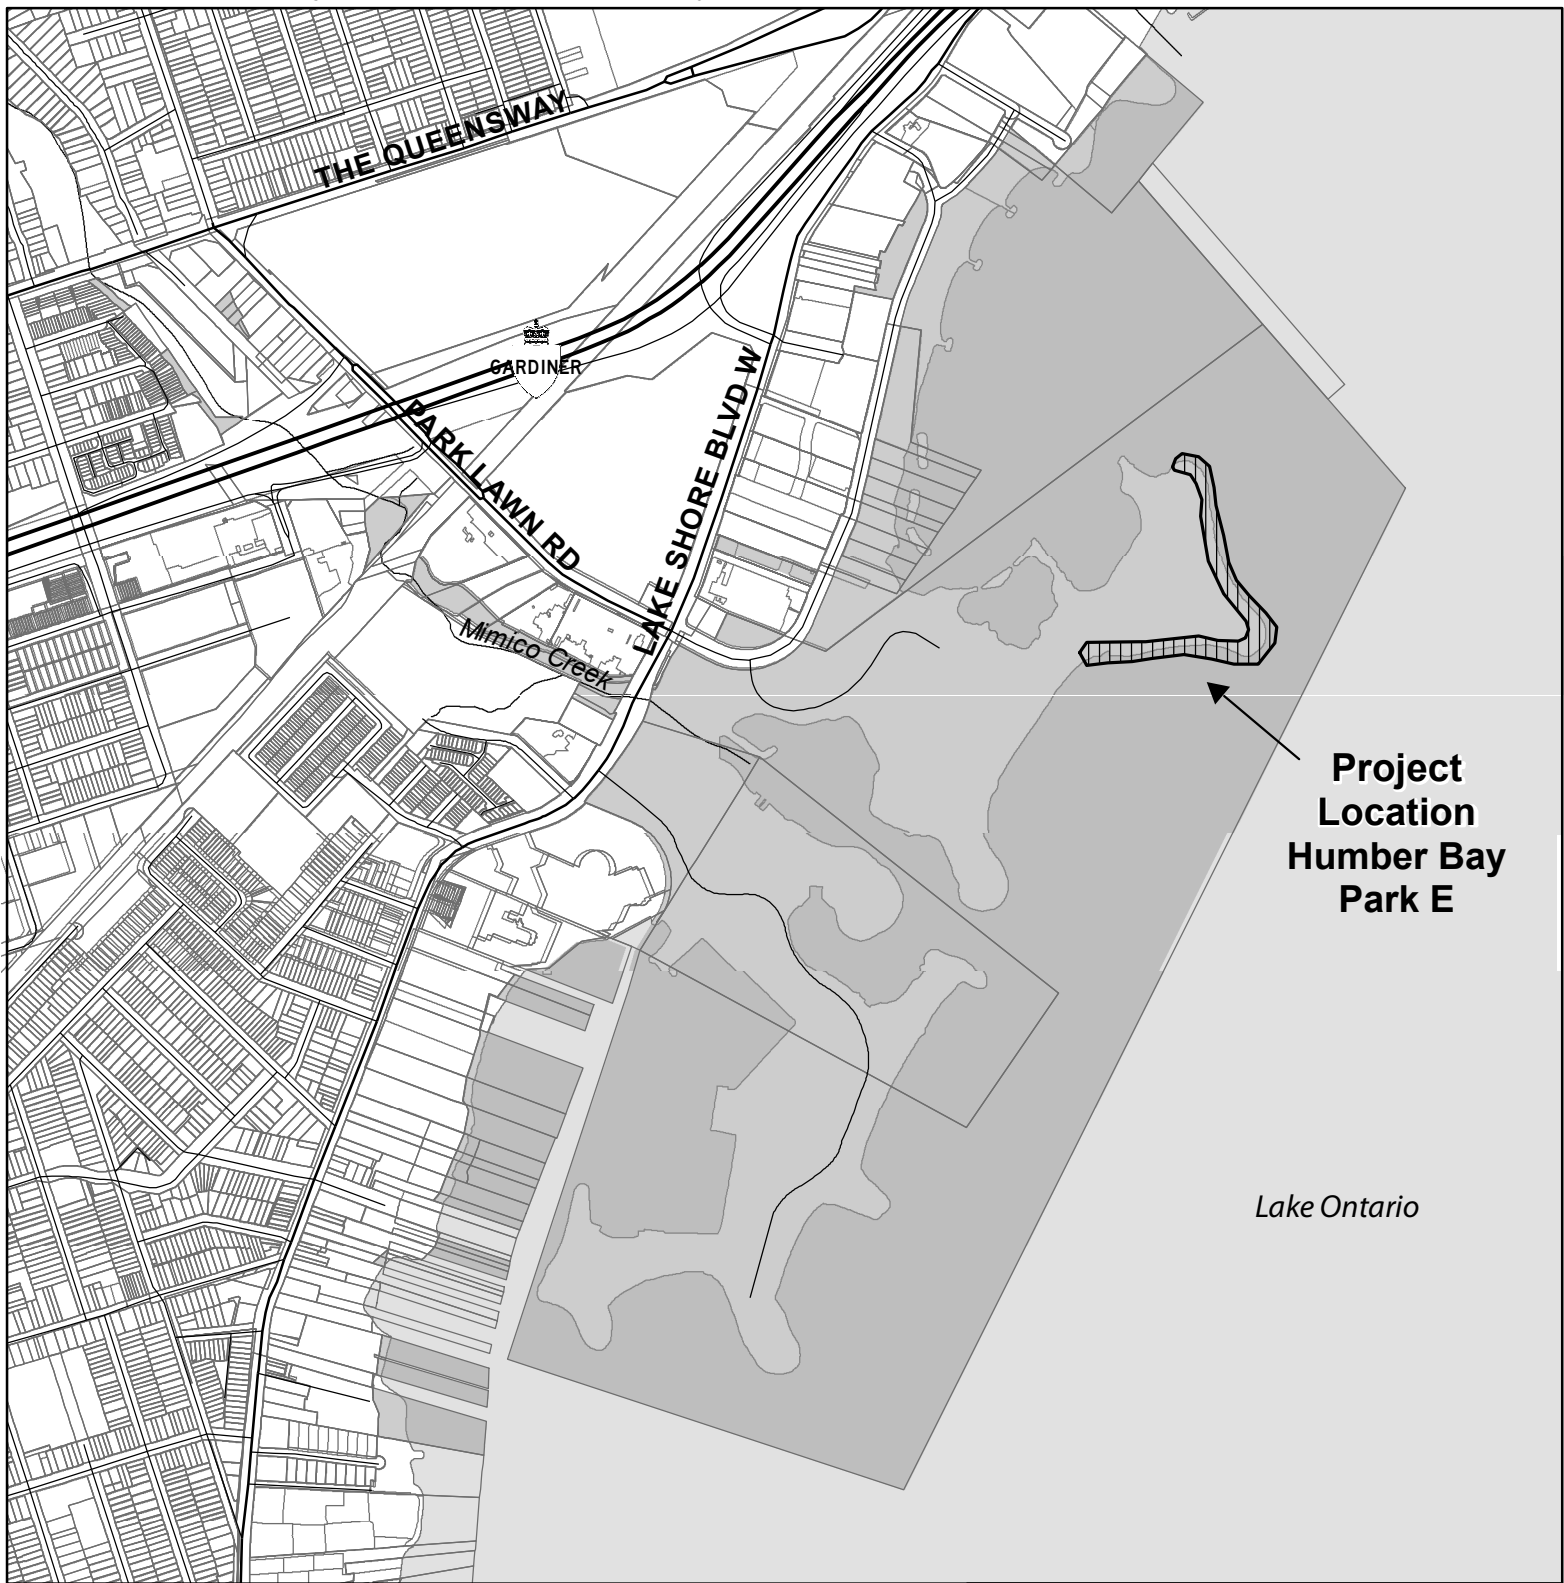 THE QUEENSWAY
GARDINER
PARK LAWN RD
LAKE SHORE BLVD W
Mimico Creek
Project
Location
Humber Bay
Park E
Lake Ontario